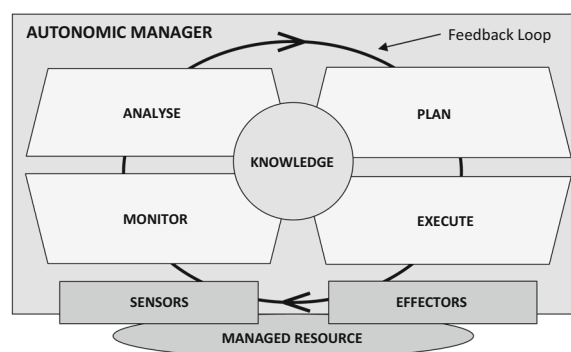 AUTONOMIC MANAGER
Feedback Loop
ANALYSE
PLAN
KNOWLEDGE
MONITOR
EXECUTE
SENSORS
EFFECTORS
MANAGED RESOURCE